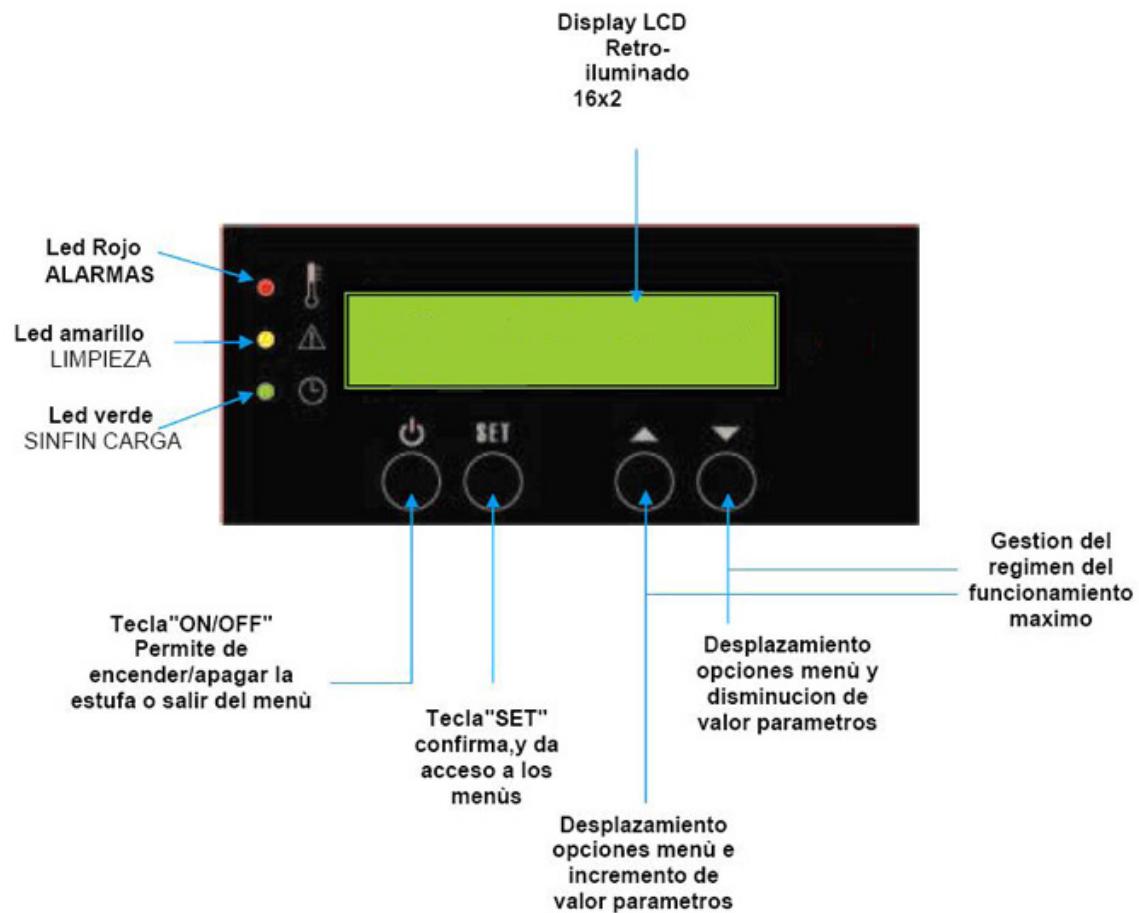 Display LCD
Retro-
iluminado
16x2
Led Rojo
ALARMAS
Led amarillo
LIMPIEZA
Led verde
SINFIN CARGA
SET
Gestion del
regimen del
funcionamiento
maximo
Tecla"ON/OFF"
Permite de
encender/apagar la
estufa o salir del menù
Tecla"SET"
confirma,y da
acceso a los
menùs
Desplazamiento
opciones menù y
disminucion de
valor parametros
Desplazamiento
opciones menù e
incremento de
valor parametros